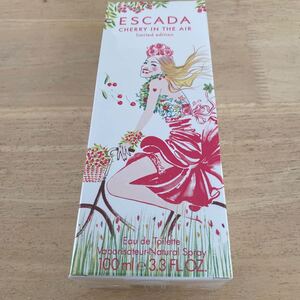 ESCADA
CHERRY IN THE AIR
limited edition
Eau de Toilette
Vaporisateur-Natural Spray
100 ml e 3.3 FL.OZ.